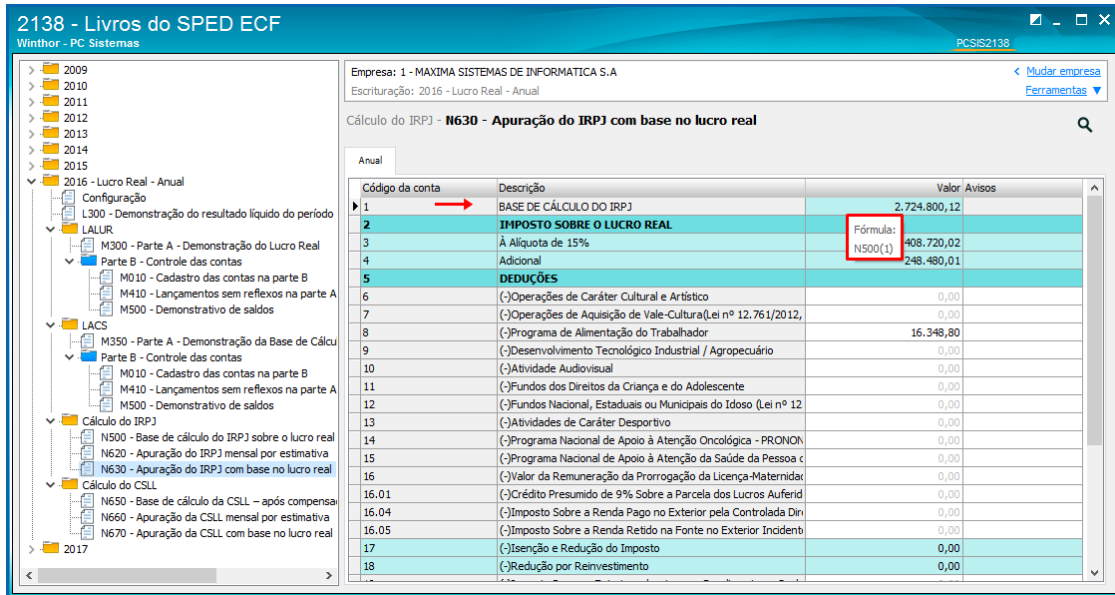 2138 - Livros do SPED ECF
Winthor - PC Sistemas
PCSIS2138
2009
2010
2011
2012
2013
2014
2015
2016 - Lucro Real - Anual
Configuração
L300 - Demonstração do resultado líquido do período
LALUR
M300 - Parte A - Demonstração do Lucro Real
Parte B - Controle das contas
M010 - Cadastro das contas na parte B
M410 - Lançamentos sem reflexos na parte A
M500 - Demonstrativo de saldos
LACS
M350 - Parte A - Demonstração da Base de Cálcu
Parte B - Controle das contas
M010 - Cadastro das contas na parte B
M410 - Lançamentos sem reflexos na parte A
M500 - Demonstrativo de saldos
Cálculo do IRPJ
N500 - Base de cálculo do IRPJ sobre o lucro real
N620 - Apuração do IRPJ mensal por estimativa
N630 - Apuração do IRPJ com base no lucro real
Cálculo do CSLL
N650 - Base de cálculo da CSLL – após compensa
N660 - Apuração da CSLL mensal por estimativa
N670 - Apuração da CSLL com base no lucro real
2017
Empresa: 1 - MAXIMA SISTEMAS DE INFORMATICA S.A
< Mudar empresa
Escrituração: 2016 - Lucro Real - Anual
Ferramentas ▼
Cálculo do IRPJ - N630 - Apuração do IRPJ com base no lucro real
Anual
Código da conta Descrição Valor Avisos
1 BASE DE CÁLCULO DO IRPJ 2.724.800,12
2 IMPOSTO SOBRE O LUCRO REAL
3 À Alíquota de 15% 408.720,02
4 Adicional 248.480,01
Fórmula:
N500(1)
5 DEDUÇÕES
6 (-)Operações de Caráter Cultural e Artístico 0,00
7 (-)Operações de Aquisição de Vale-Cultura(Lei nº 12.761/2012, 0,00
8 (-)Programa de Alimentação do Trabalhador 16.348,80
9 (-)Desenvolvimento Tecnológico Industrial / Agropecuário 0,00
10 (-)Atividade Audiovisual 0,00
11 (-)Fundos dos Direitos da Criança e do Adolescente 0,00
12 (-)Fundos Nacional, Estaduais ou Municipais do Idoso (Lei nº 12 0,00
13 (-)Atividades de Caráter Desportivo 0,00
14 (-)Programa Nacional de Apoio à Atenção Oncológica - PRONON 0,00
15 (-)Programa Nacional de Apoio à Atenção da Saúde da Pessoa c 0,00
16 (-)Valor da Remuneração da Prorrogação da Licença-Maternidad 0,00
16.01 (-)Crédito Presumido de 9% Sobre a Parcela dos Lucros Auferid 0,00
16.04 (-)Imposto Sobre a Renda Pago no Exterior pela Controlada Dir 0,00
16.05 (-)Imposto Sobre a Renda Retido na Fonte no Exterior Incident 0,00
17 (-)Isenção e Redução do Imposto 0,00
18 (-)Redução por Reinvestimento 0,00